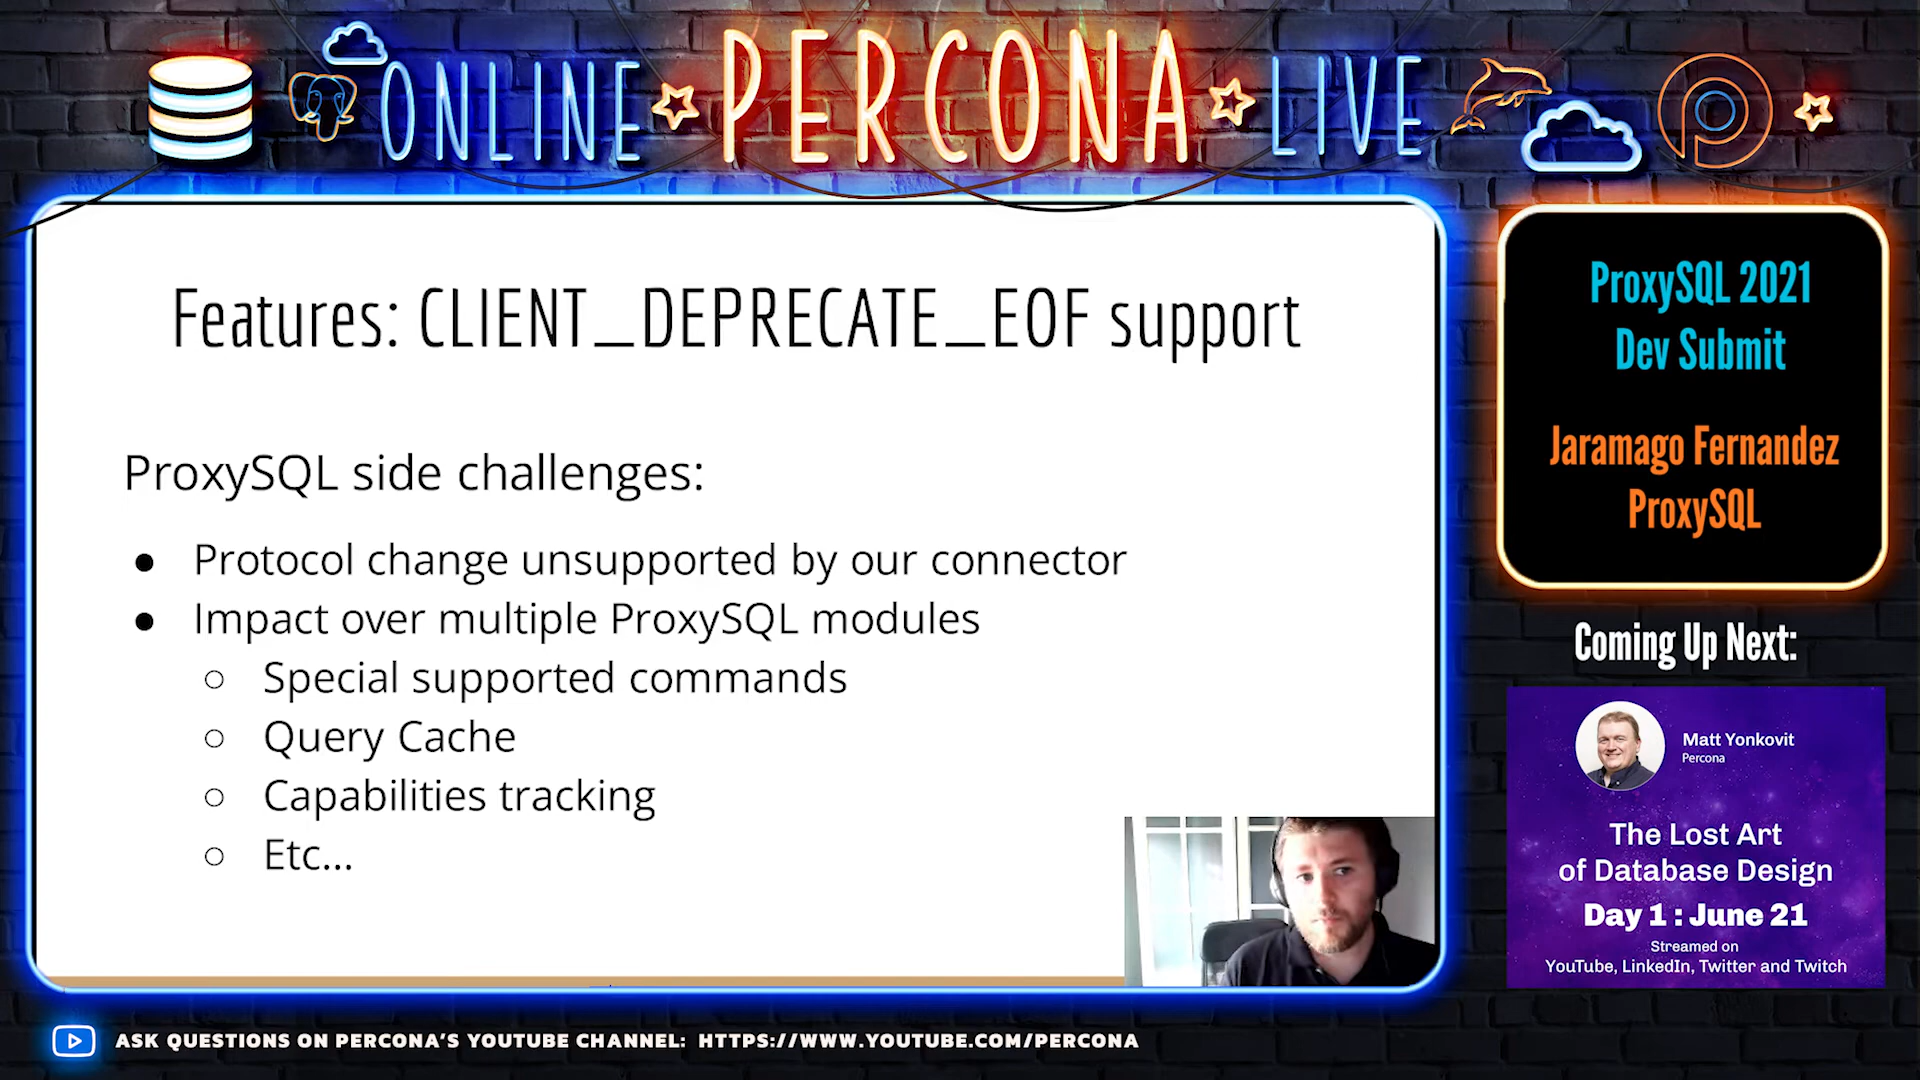 ONLINE PERCONA LIVE
Features: CLIENT_DEPRECATE_EOF support
ProxySQL side challenges:
● Protocol change unsupported by our connector
● Impact over multiple ProxySQL modules
○ Special supported commands
○ Query Cache
○ Capabilities tracking
○ Etc...
ProxySQL 2021
Dev Submit
Jaramago Fernandez
ProxySQL
Coming Up Next:
Matt Yonkovit
Percona
The Lost Art
of Database Design
Day 1 : June 21
Streamed on
YouTube, LinkedIn, Twitter and Twitch
ASK QUESTIONS ON PERCONA'S YOUTUBE CHANNEL: HTTPS://WWW.YOUTUBE.COM/PERCONA